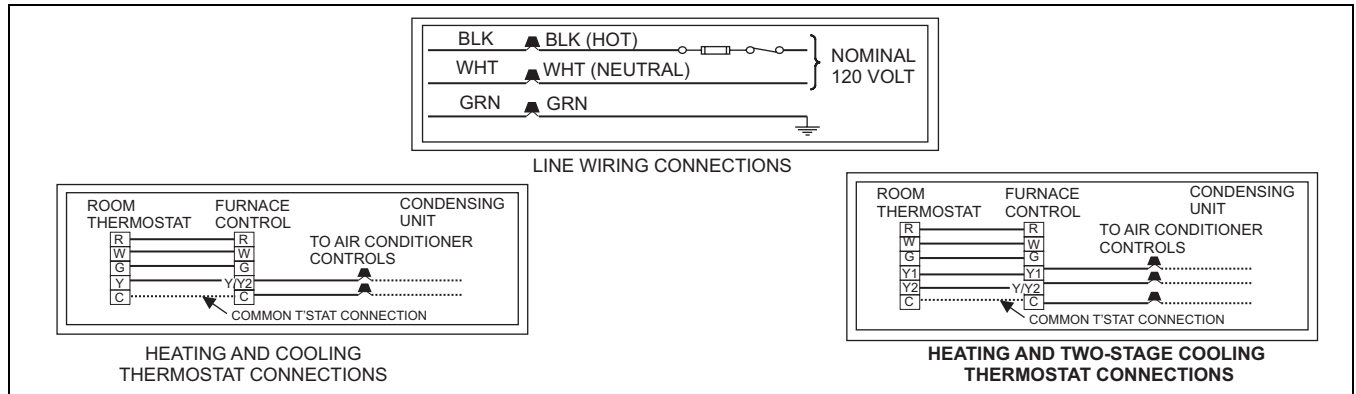 BLK BLK (HOT)
WHT WHT (NEUTRAL)
GRN GRN
NOMINAL
120 VOLT
LINE WIRING CONNECTIONS
ROOM
THERMOSTAT
FURNACE
CONTROL
CONDENSING
UNIT
R R
W W
G G
Y Y/Y2
C C
TO AIR CONDITIONER
CONTROLS
COMMON T'STAT CONNECTION
HEATING AND COOLING
THERMOSTAT CONNECTIONS
ROOM
THERMOSTAT
FURNACE
CONTROL
CONDENSING
UNIT
R R
W W
G G
Y1 Y1
Y2 Y/Y2
C C
TO AIR CONDITIONER
CONTROLS
COMMON T'STAT CONNECTION
HEATING AND TWO-STAGE COOLING
THERMOSTAT CONNECTIONS